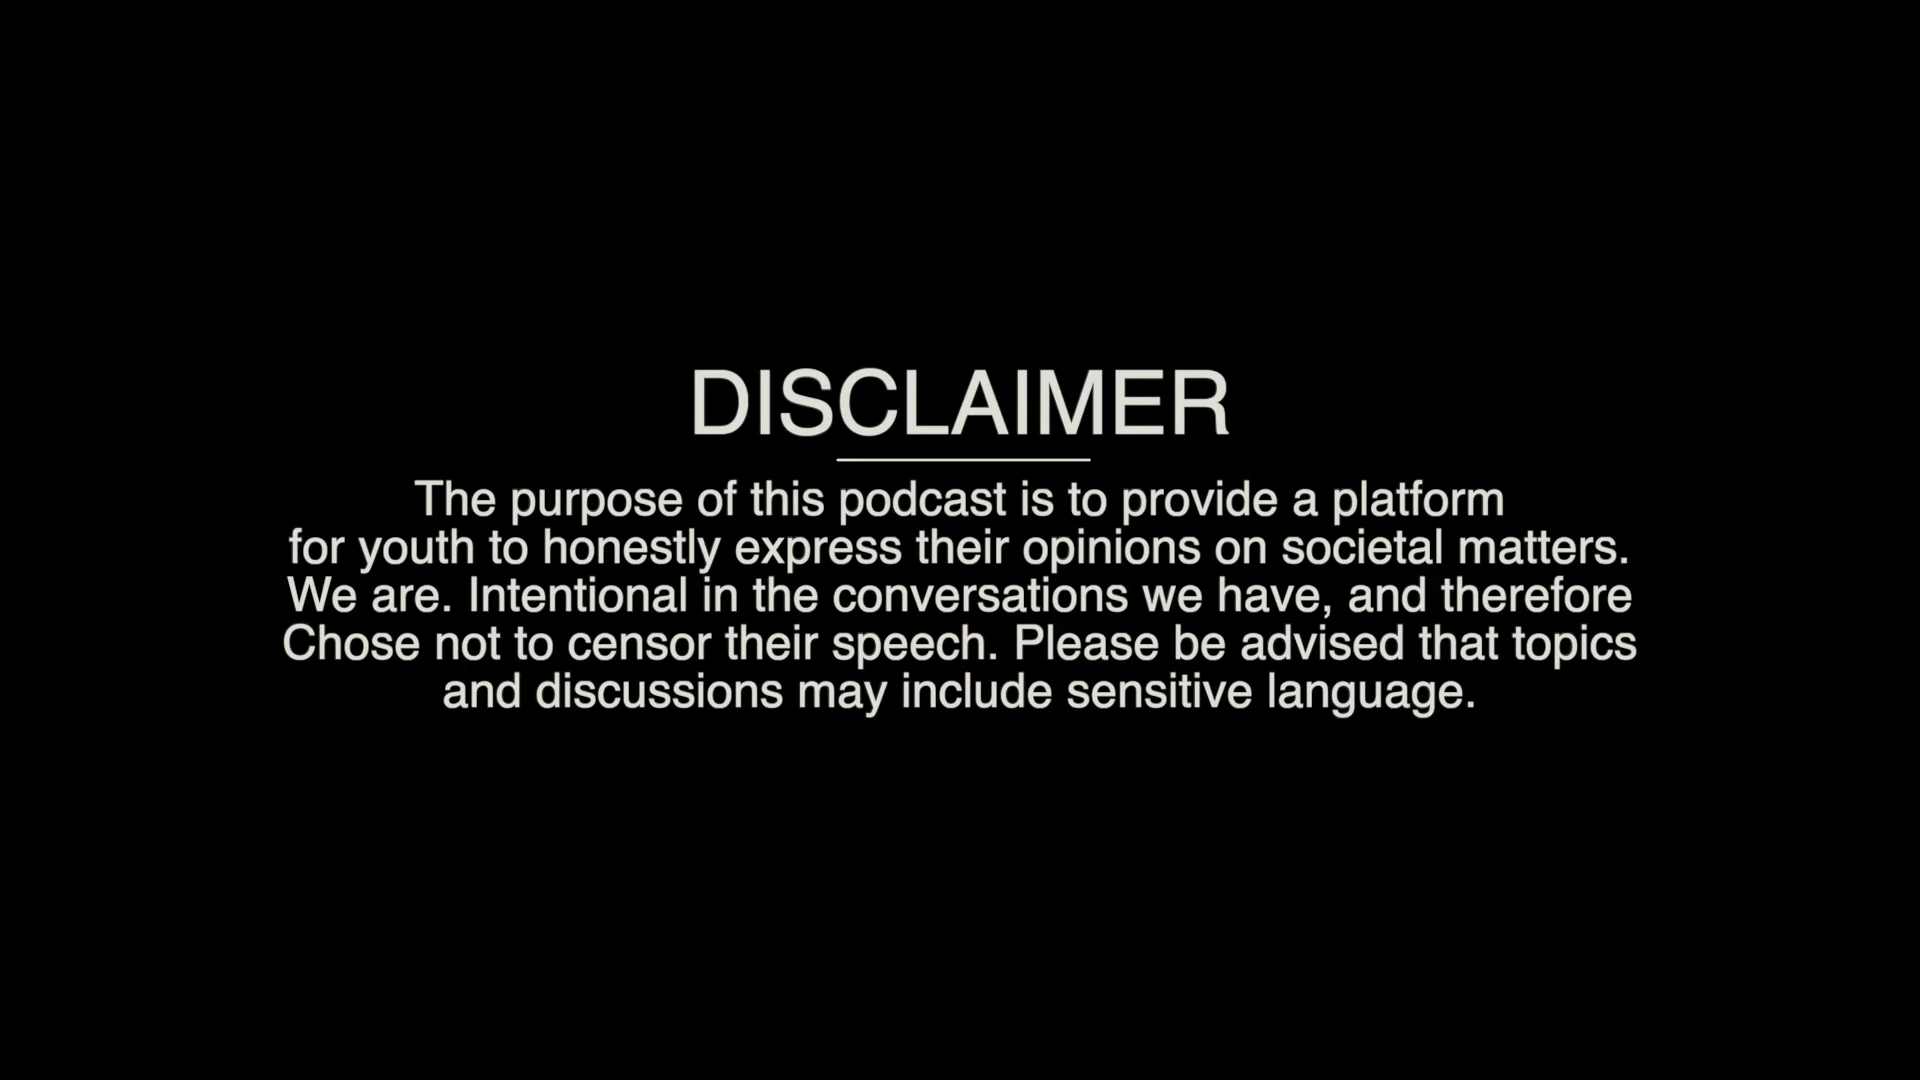 DISCLAIMER
The purpose of this podcast is to provide a platform
for youth to honestly express their opinions on societal matters.
We are. Intentional in the conversations we have, and therefore
Chose not to censor their speech. Please be advised that topics
and discussions may include sensitive language.